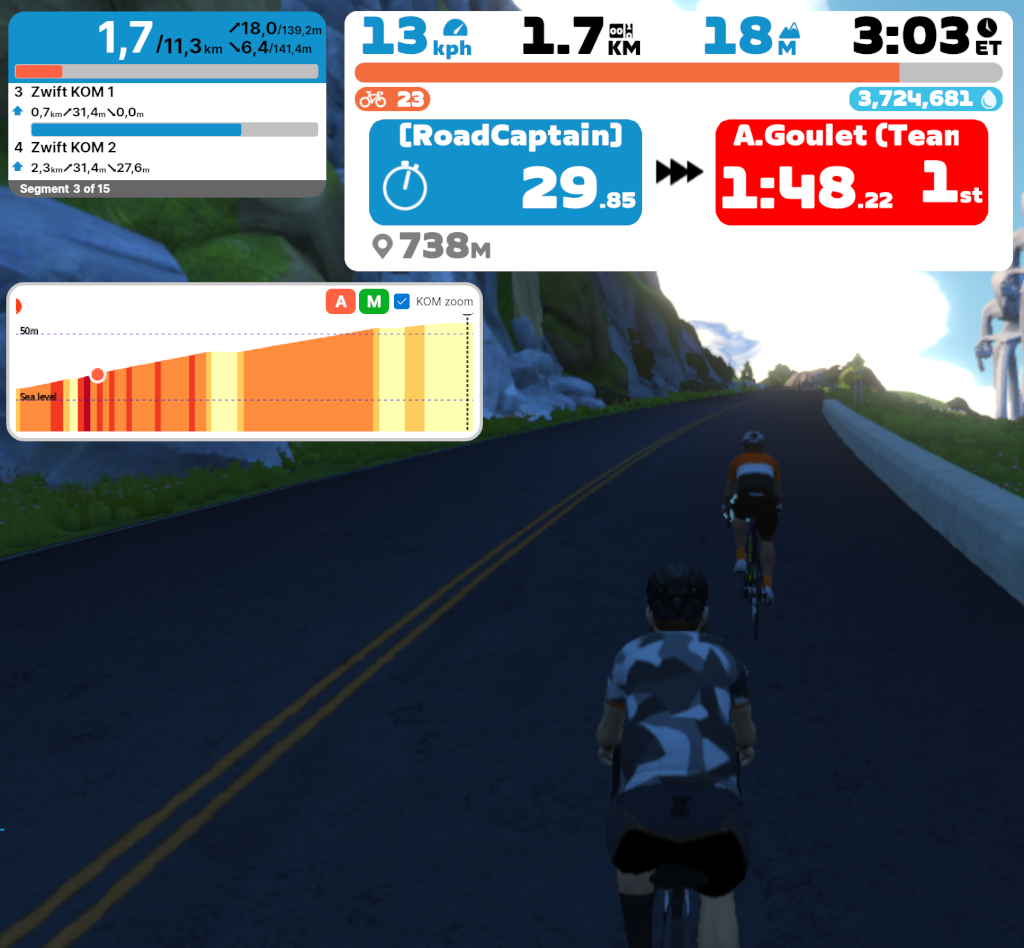 1,7/11,3km
18,0/139,2m
6,4/141,4m
3 Zwift KOM 1
0,7km 31,4m 0,0m
4 Zwift KOM 2
2,3km 31,4m 27,6m
Segment 3 of 15
13 kph
1.7 KM
18 M
3:03 ET
23
3,724,681
[RoadCaptain]
29.85
A.Goulet (Tean
1:48.22 1st
738M
A M KOM zoom
50m
Sea level